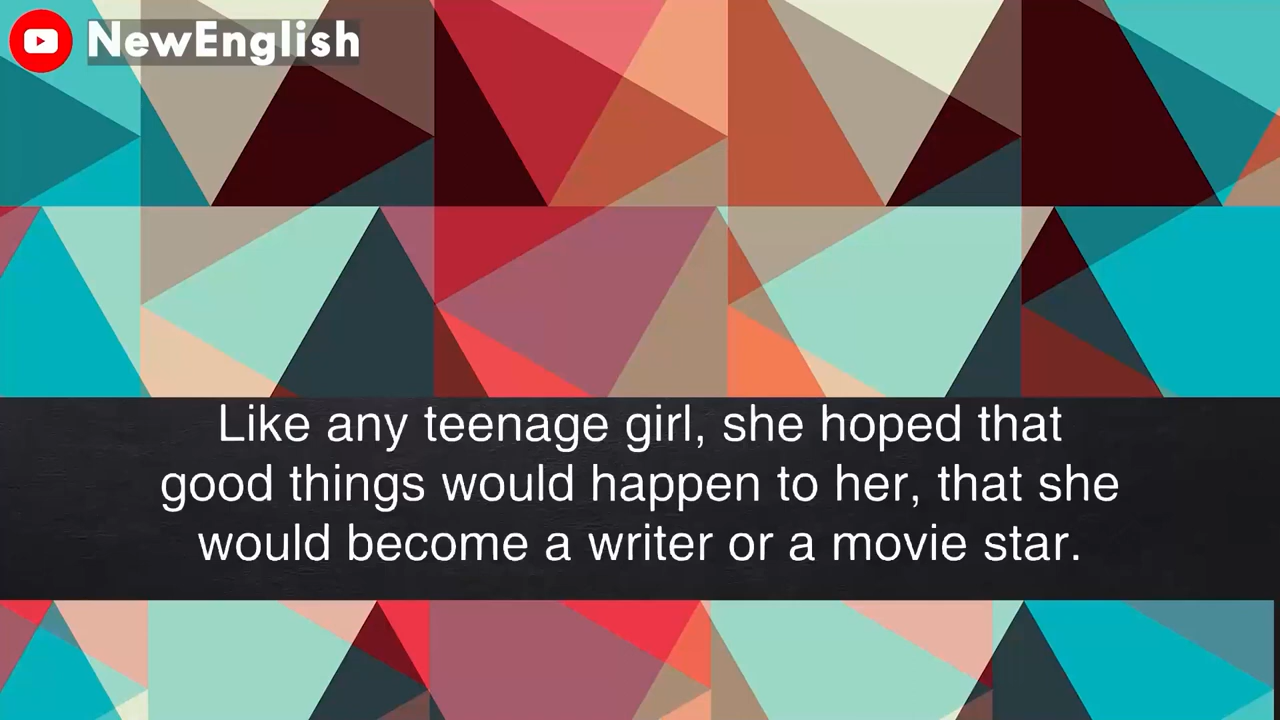 NewEnglish
Like any teenage girl, she hoped that
good things would happen to her, that she
would become a writer or a movie star.